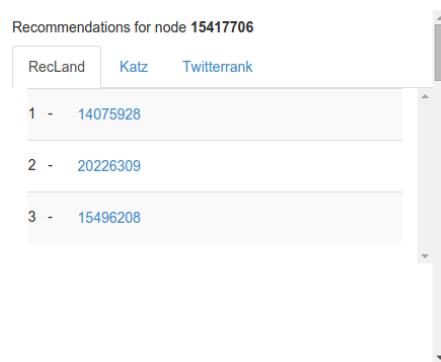 Recommendations for node 15417706
RecLand Katz Twitterrank
1 - 14075928
2 - 20226309
3 - 15496208